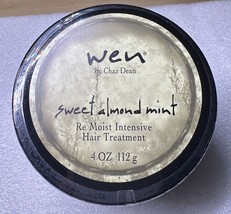 wen®
by Chaz Dean
sweet almond mint
Re Moist Intensive
Hair Treatment
4 OZ 112 g